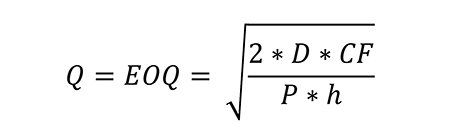 Q = EOQ = √(2 * D * CF / P * h)